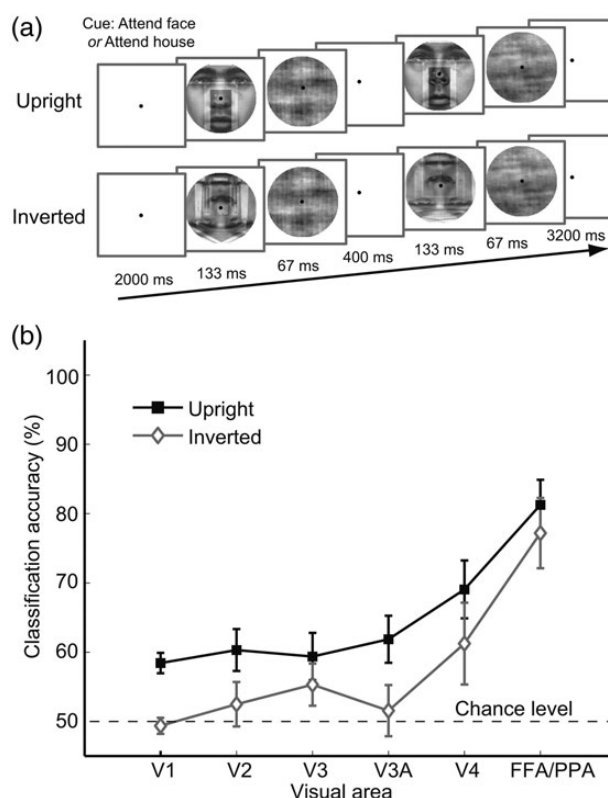 (a)
Cue: Attend face
or Attend house
Upright
Inverted
2000 ms
133 ms
67 ms
400 ms
133 ms
67 ms
3200 ms
(b)
100
90
80
70
60
50
Classification accuracy (%)
Upright
Inverted
Chance level
V1 V2 V3 V3A V4 FFA/PPA
Visual area